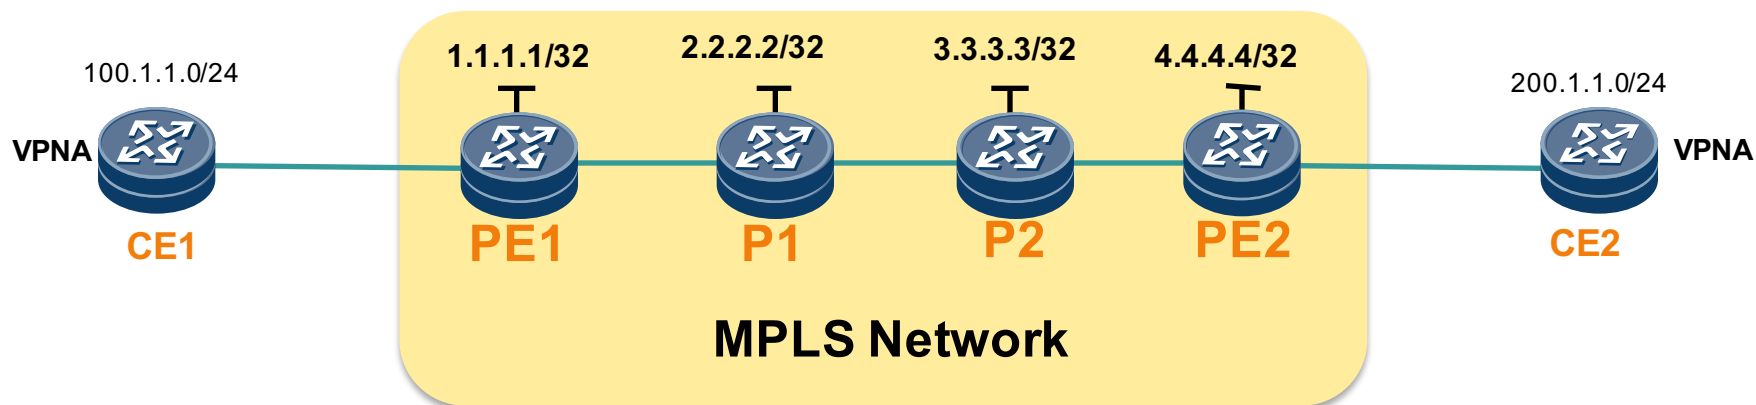 1.1.1.1/32
2.2.2.2/32
3.3.3.3/32
4.4.4.4/32
100.1.1.0/24
200.1.1.0/24
VPNA
VPNA
CE1
PE1
P1
P2
PE2
CE2
MPLS Network